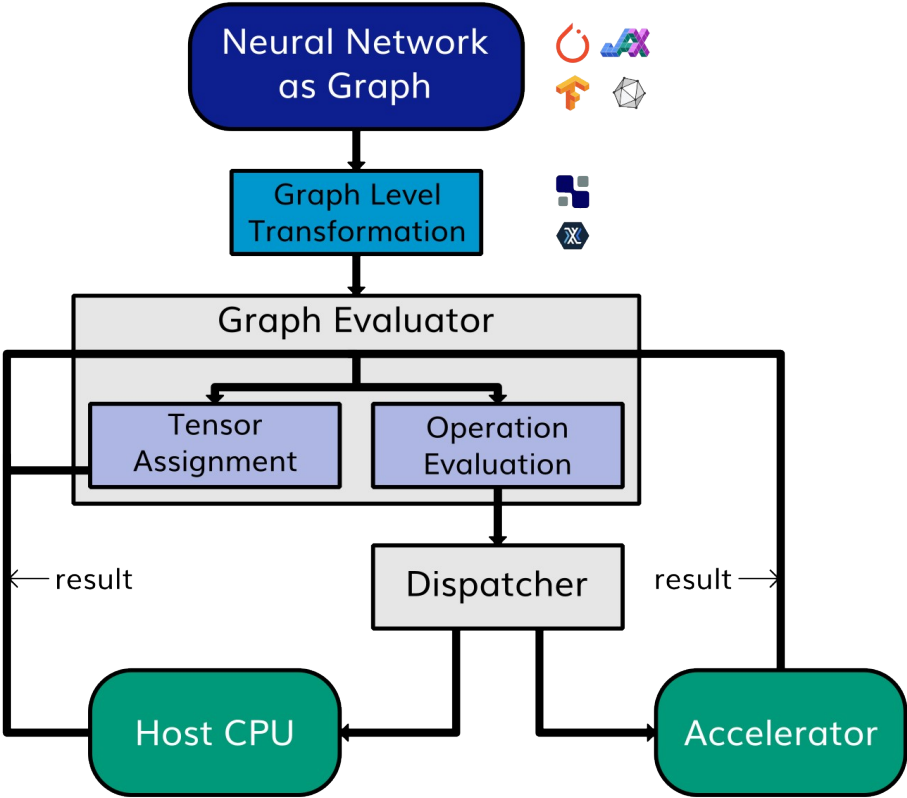 Neural Network
as Graph
Graph Level
Transformation
Graph Evaluator
Tensor
Assignment
Operation
Evaluation
Dispatcher
result
result
Host CPU
Accelerator